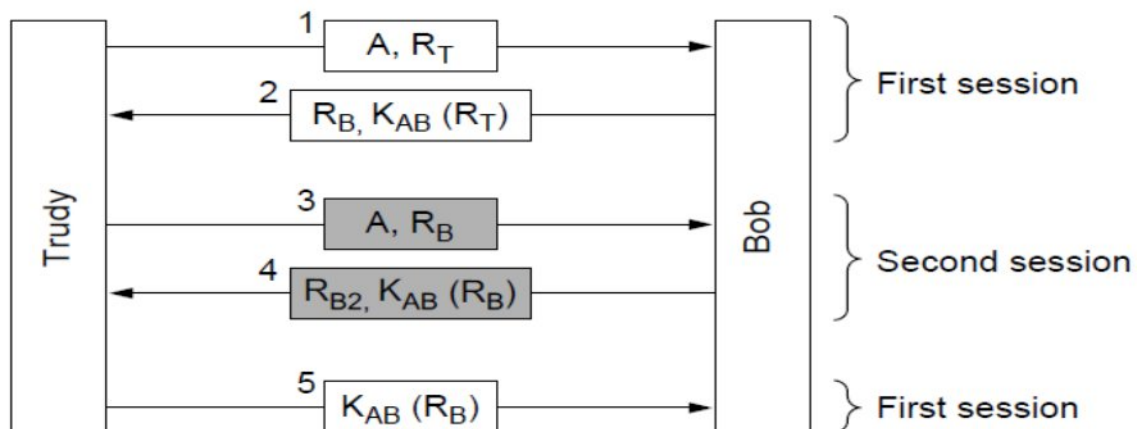 1
A, R_T
First session
2
R_B, K_AB (R_T)
Trudy
Bob
3
A, R_B
Second session
4
R_B2, K_AB (R_B)
5
K_AB (R_B)
First session